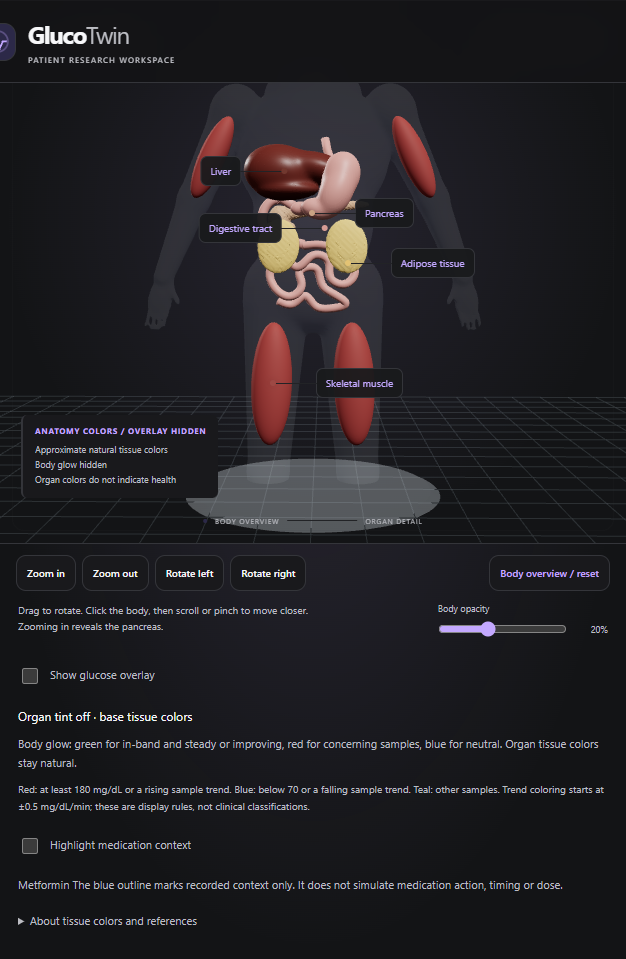 GlucoTwin
PATIENT RESEARCH WORKSPACE
Liver
Pancreas
Digestive tract
Adipose tissue
Skeletal muscle
ANATOMY COLORS / OVERLAY HIDDEN
Approximate natural tissue colors
Body glow hidden
Organ colors do not indicate health
BODY OVERVIEW
ORGAN DETAIL
Zoom in
Zoom out
Rotate left
Rotate right
Body overview / reset
Drag to rotate. Click the body, then scroll or pinch to move closer.
Zooming in reveals the pancreas.
Body opacity
20%
Show glucose overlay
Organ tint off · base tissue colors
Body glow: green for in-band and steady or improving, red for concerning samples, blue for neutral. Organ tissue colors
stay natural.
Red: at least 180 mg/dL or a rising sample trend. Blue: below 70 or a falling sample trend. Teal: other samples. Trend coloring starts at
±0.5 mg/dL/min; these are display rules, not clinical classifications.
Highlight medication context
Metformin The blue outline marks recorded context only. It does not simulate medication action, timing or dose.
About tissue colors and references